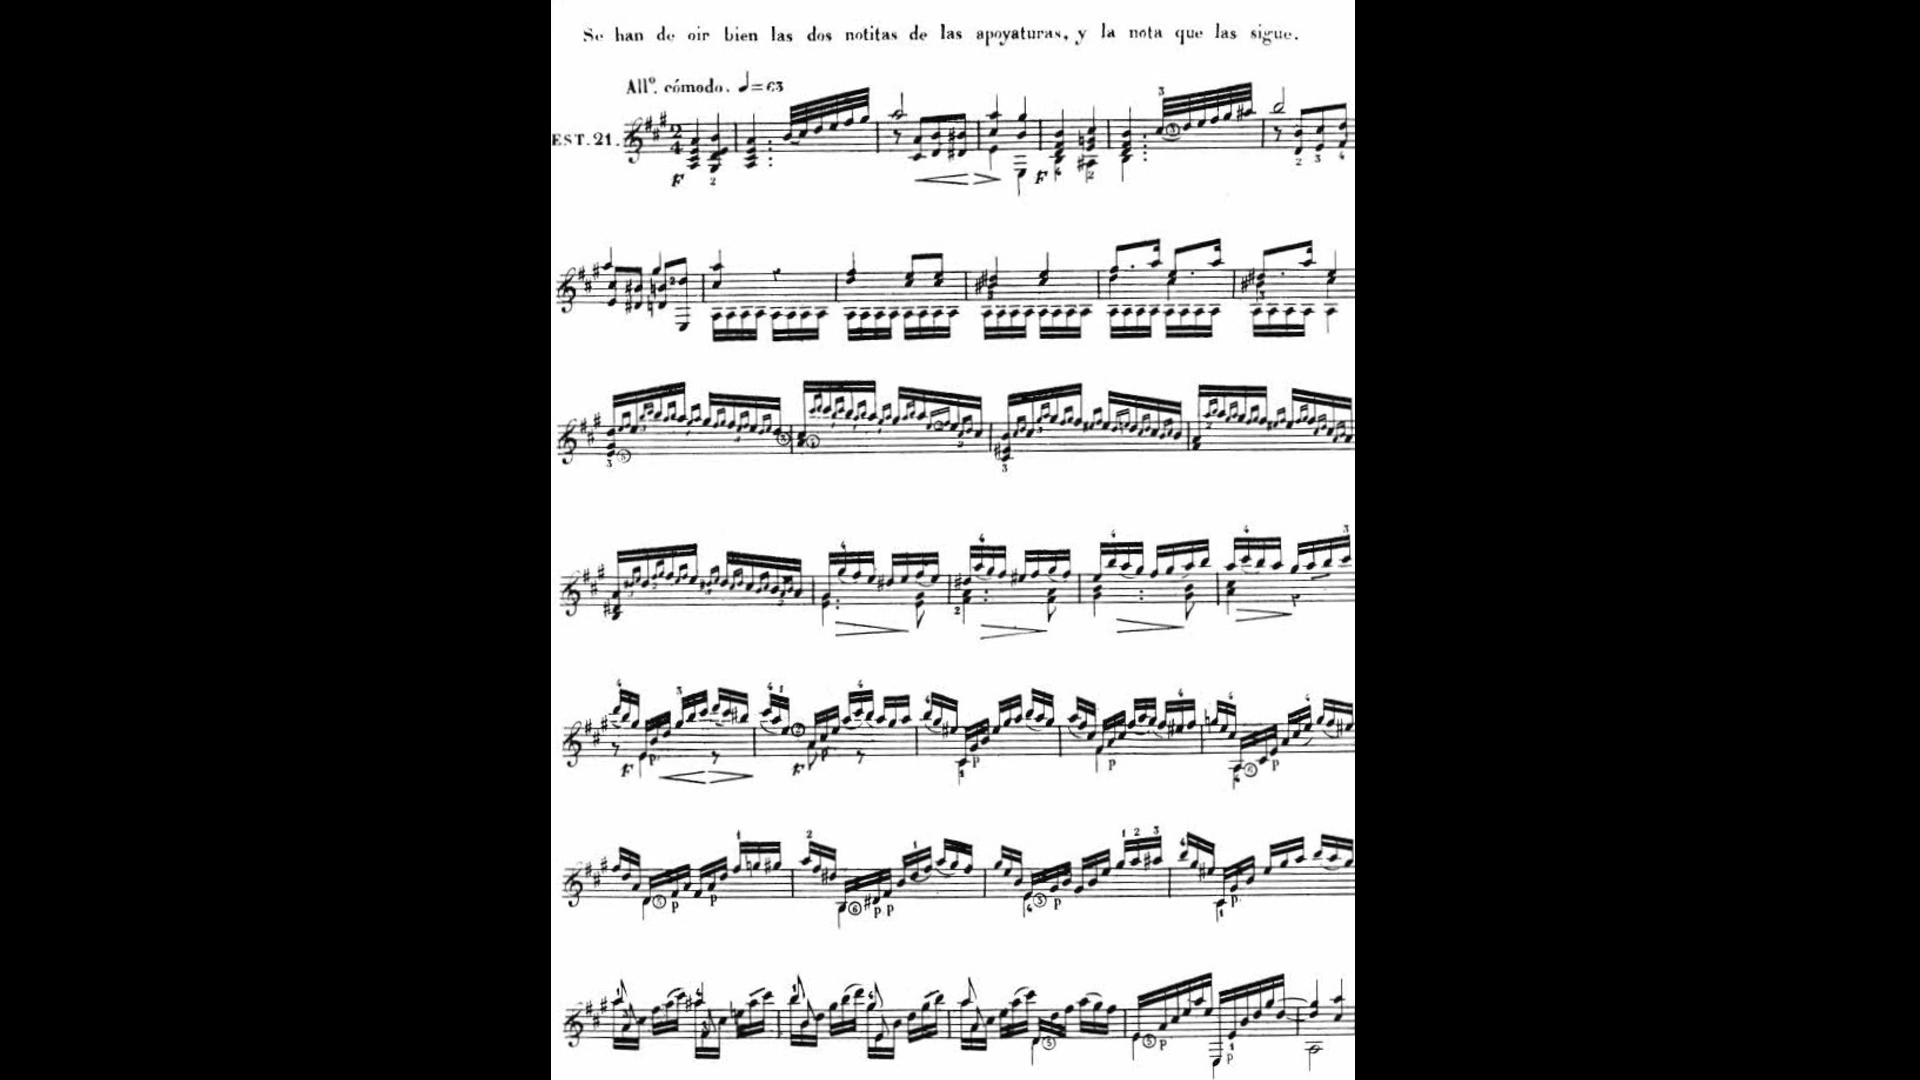 Se han de oir bien las dos notitas de las apoyaturas, y la nota que las sigue.
All.º cómodo. ♩=63
EST. 21.